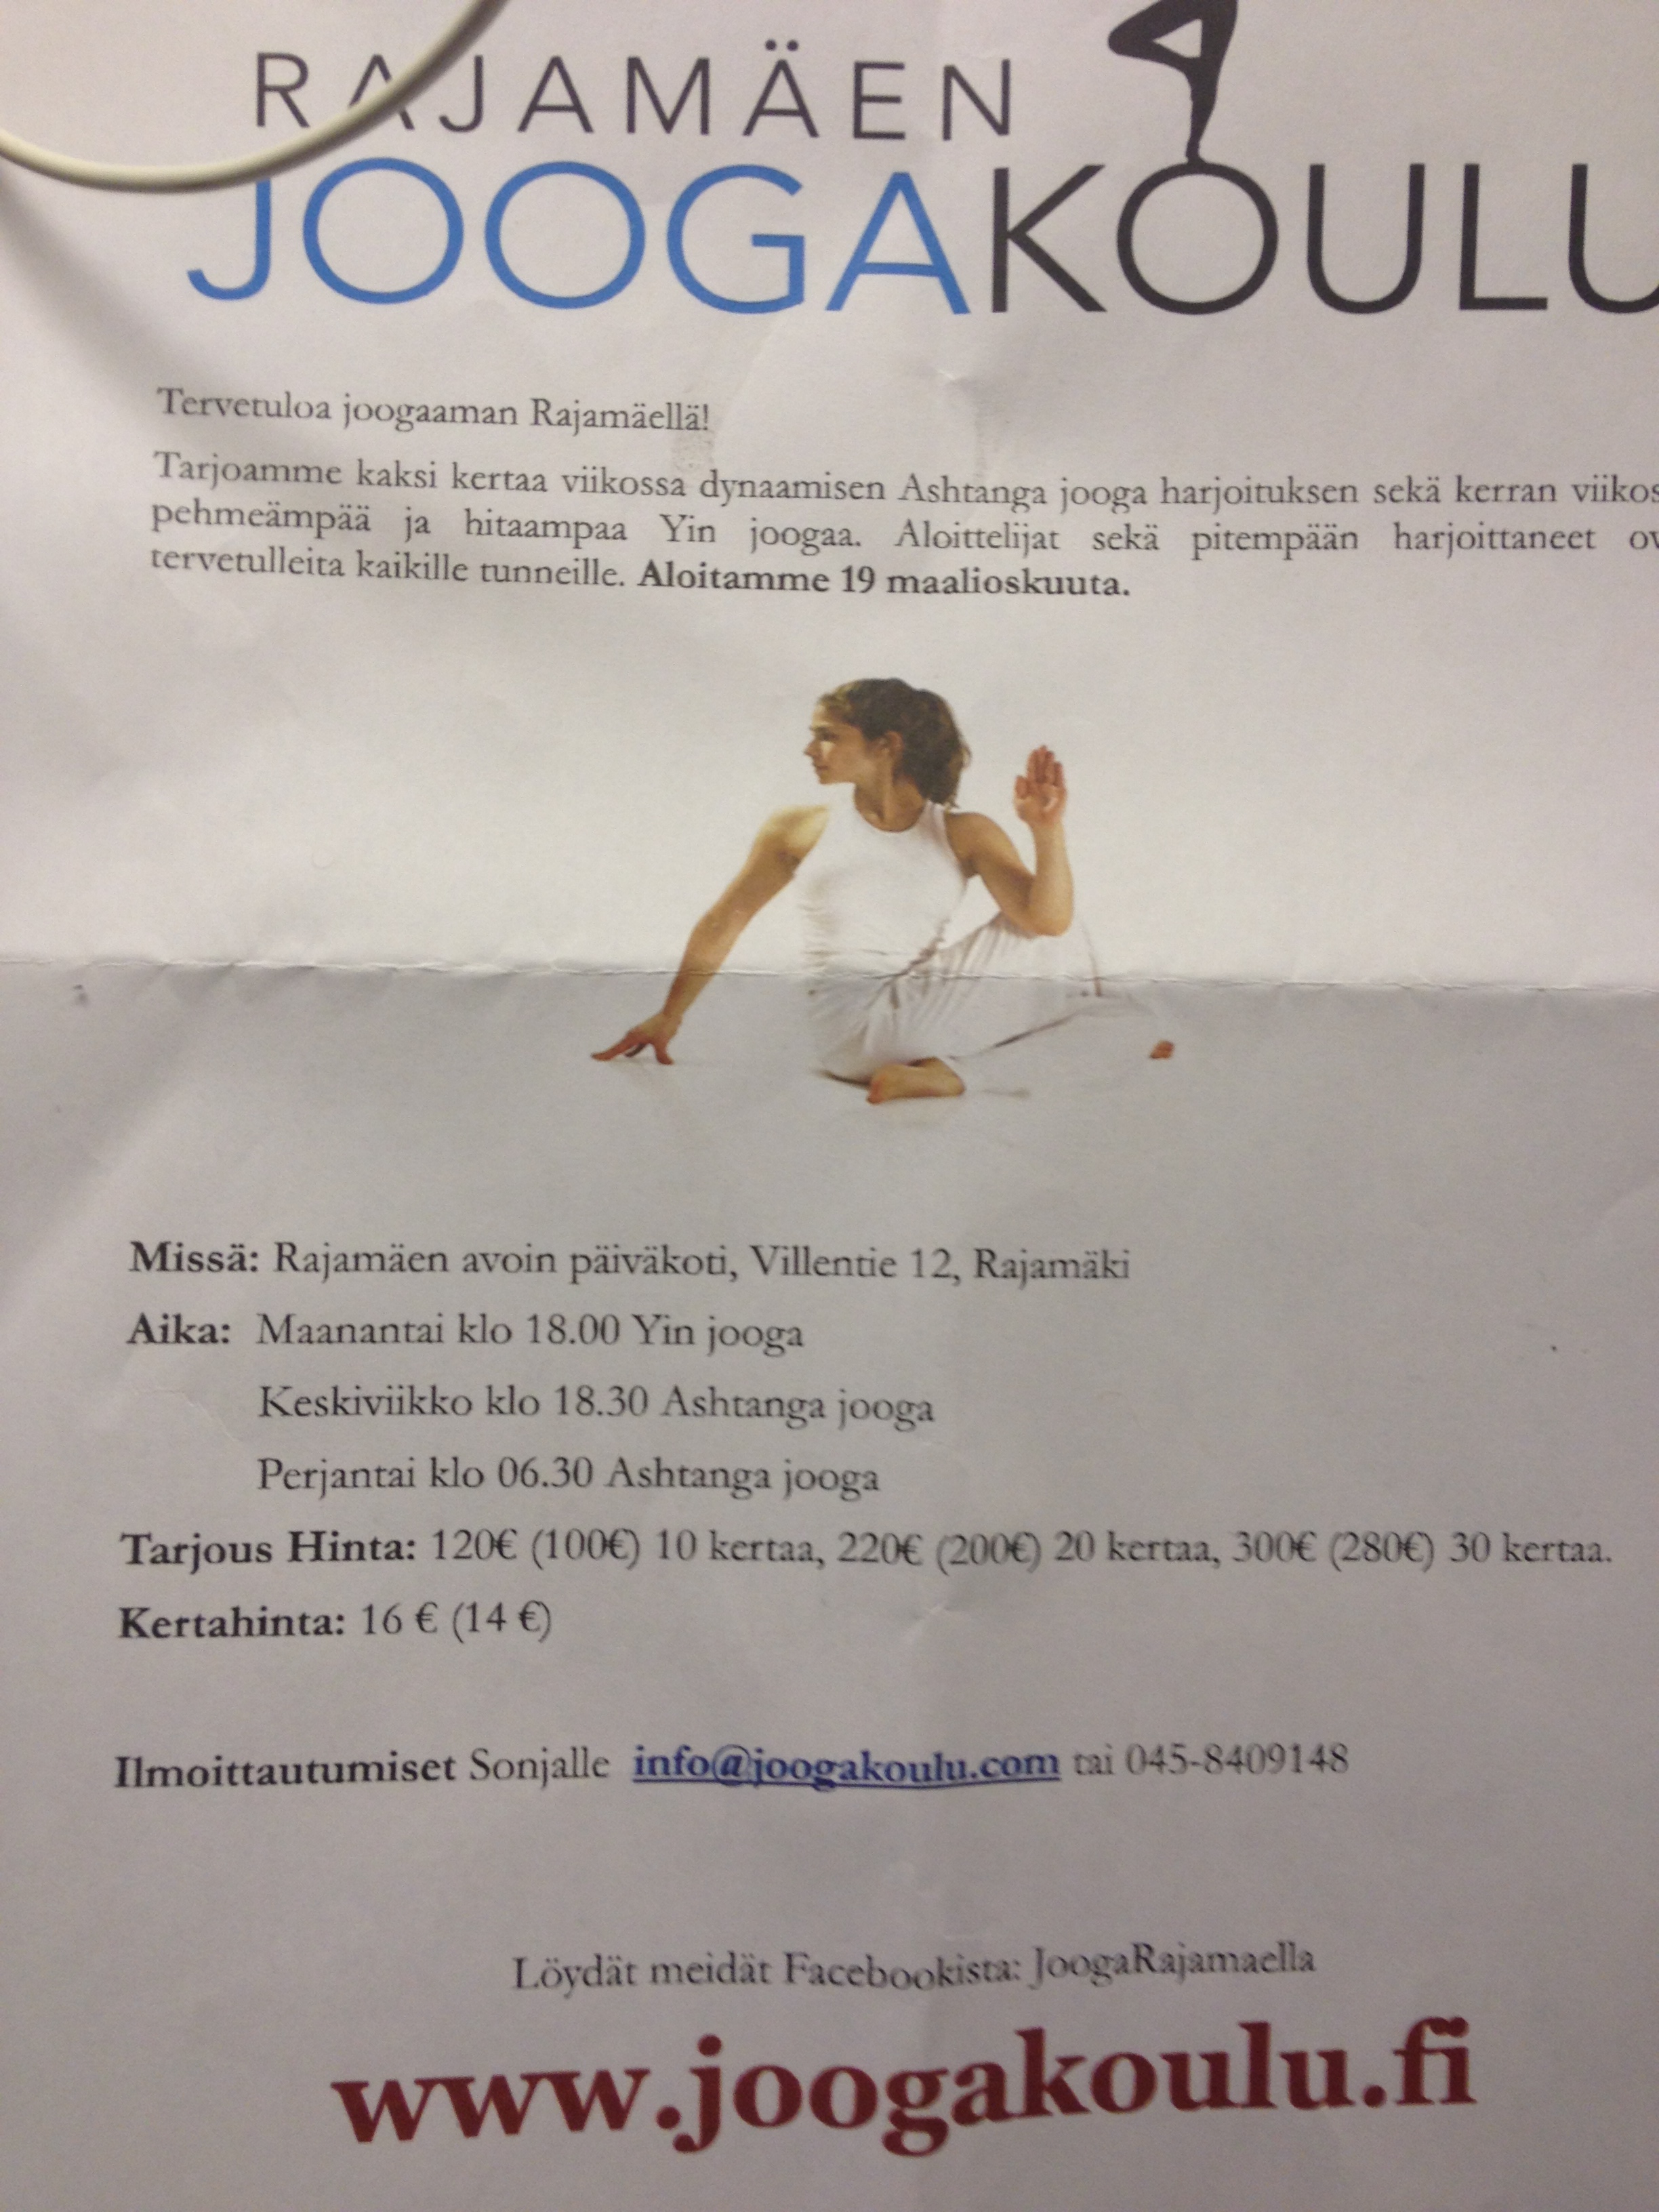 RAJAMÄEN
JOOGAKOULU
Tervetuloa joogaaman Rajamäellä!
Tarjoamme kaksi kertaa viikossa dynaamisen Ashtanga jooga harjoituksen sekä kerran viikos
pehmeämpää ja hitaampaa Yin joogaa. Aloittelijat sekä pitempään harjoittaneet ov
tervetulleita kaikille tunneille. Aloitamme 19 maalioskuuta.
Missä: Rajamäen avoin päiväkoti, Villentie 12, Rajamäki
Aika: Maanantai klo 18.00 Yin jooga
Keskiviikko klo 18.30 Ashtanga jooga
Perjantai klo 06.30 Ashtanga jooga
Tarjous Hinta: 120€ (100€) 10 kertaa, 220€ (200€) 20 kertaa, 300€ (280€) 30 kertaa.
Kertahinta: 16 € (14 €)
Ilmoittautumiset Sonjalle info@joogakoulu.com tai 045-8409148
Löydät meidät Facebookista: JoogaRajamaella
www.joogakoulu.fi